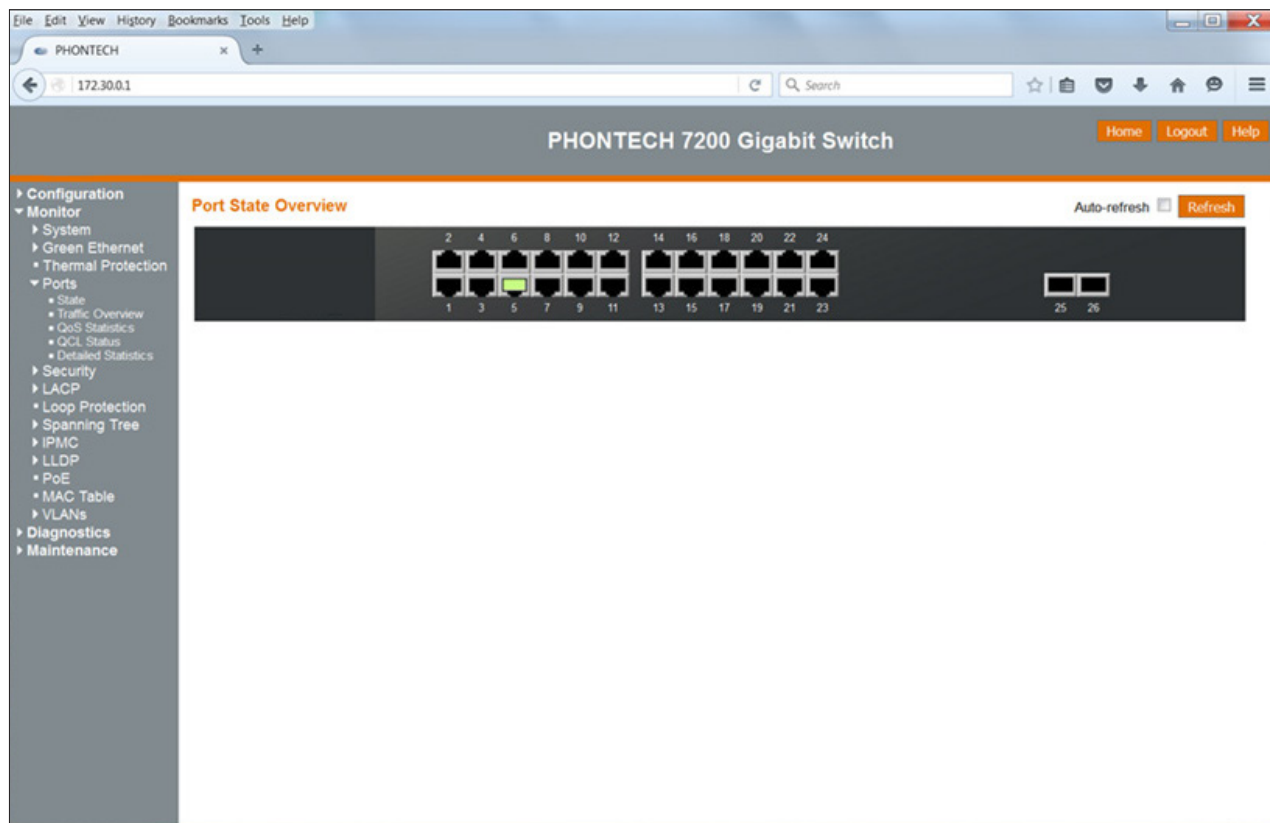 File Edit View History Bookmarks Tools Help
PHONTECH × +
172.30.0.1 Search
PHONTECH 7200 Gigabit Switch
Home Logout Help
Configuration
Monitor
System
Green Ethernet
Thermal Protection
Ports
State
Traffic Overview
QoS Statistics
QCL Status
Detailed Statistics
Security
LACP
Loop Protection
Spanning Tree
IPMC
LLDP
PoE
MAC Table
VLANs
Diagnostics
Maintenance
Port State Overview
Auto-refresh Refresh
2 4 6 8 10 12 14 16 18 20 22 24
1 3 5 7 9 11 13 15 17 19 21 23 25 26